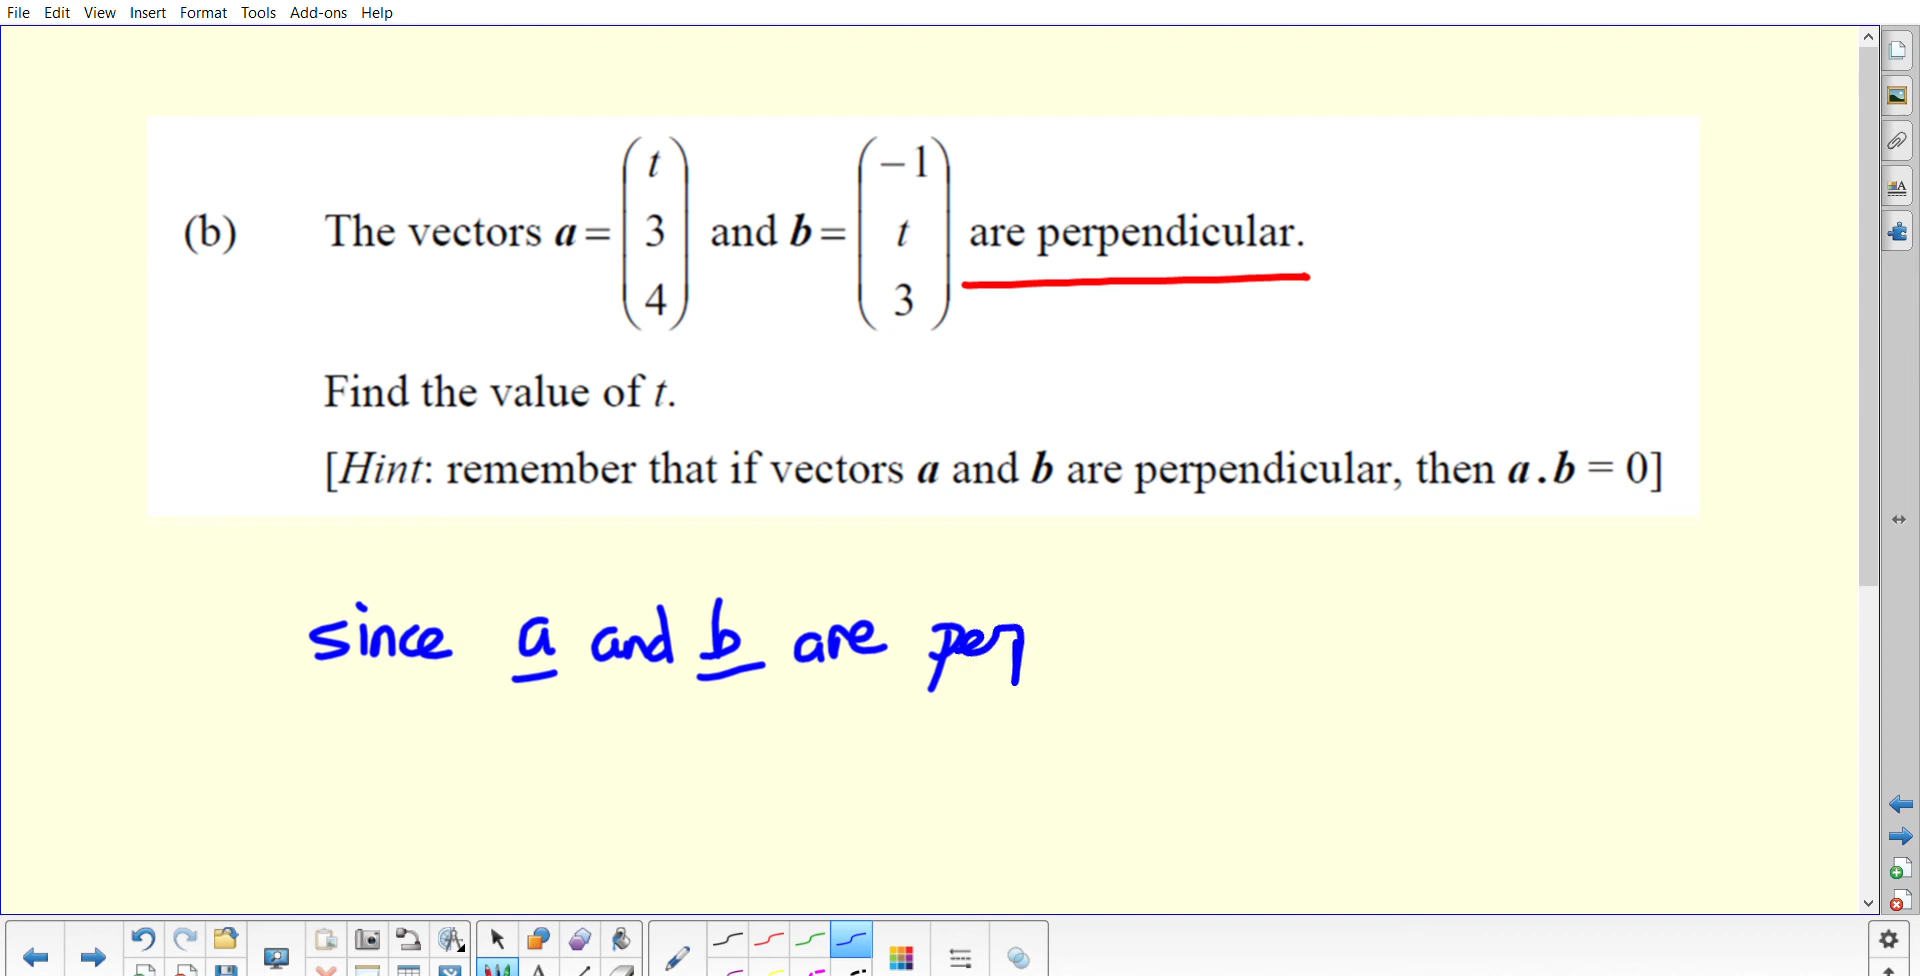 File Edit View Insert Format Tools Add-ons Help
(b) The vectors a = (t 3 4) and b = (−1 t 3) are perpendicular.
Find the value of t.
[Hint: remember that if vectors a and b are perpendicular, then a . b = 0]
since a and b are per